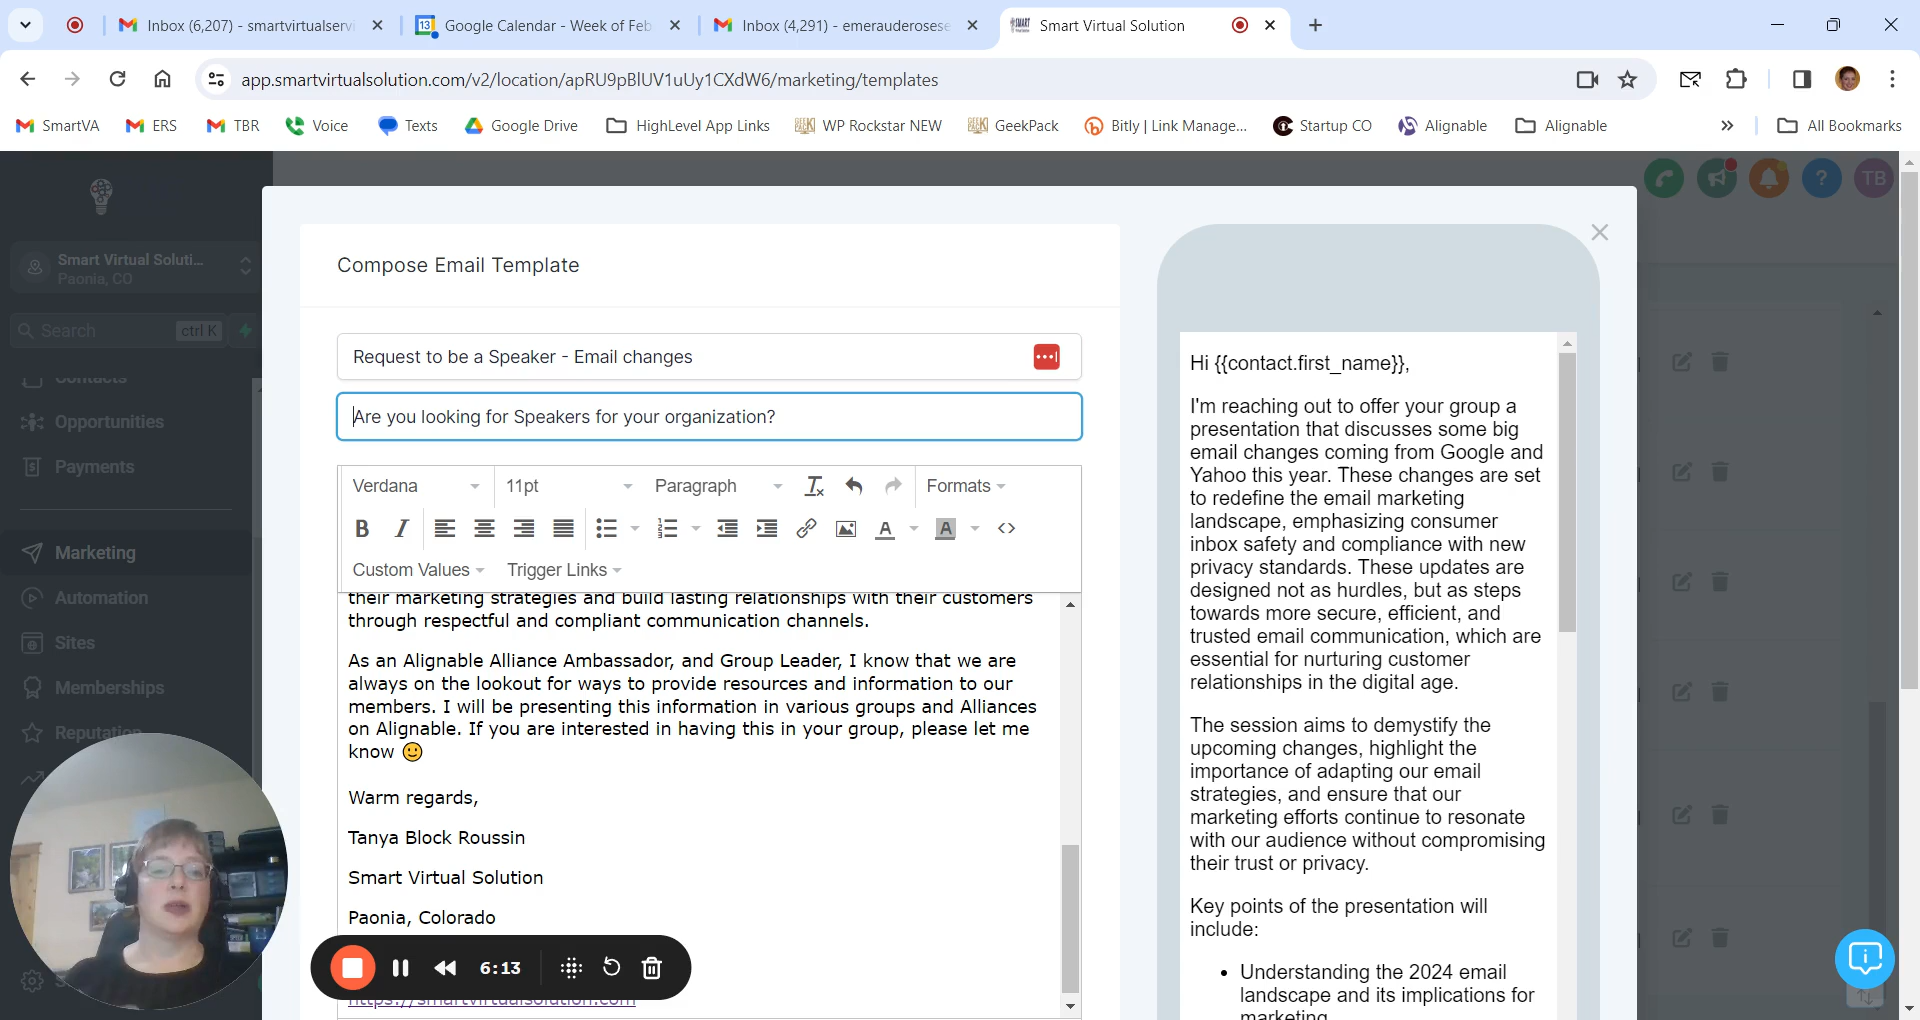 Inbox (6,207) - smartvirtualserv
Google Calendar - Week of Feb
Inbox (4,291) - emerauderosese
Smart Virtual Solution
app.smartvirtualsolution.com/v2/location/apRU9pBlUV1uUy1CXdW6/marketing/templates
SmartVA
ERS
TBR
Voice
Texts
Google Drive
HighLevel App Links
WP Rockstar NEW
GeekPack
Bitly | Link Manage...
Startup CO
Alignable
Alignable
All Bookmarks
TB
Smart Virtual Soluti...
Paonia, CO
Search
ctrl K
Contacts
Opportunities
Payments
Marketing
Automation
Sites
Memberships
Reputation
Compose Email Template
Request to be a Speaker - Email changes
Are you looking for Speakers for your organization?
Verdana
11pt
Paragraph
Formats
Custom Values
Trigger Links
their marketing strategies and build lasting relationships with their customers
through respectful and compliant communication channels.
As an Alignable Alliance Ambassador, and Group Leader, I know that we are
always on the lookout for ways to provide resources and information to our
members. I will be presenting this information in various groups and Alliances
on Alignable. If you are interested in having this in your group, please let me
know
Warm regards,
Tanya Block Roussin
Smart Virtual Solution
Paonia, Colorado
https://smartvirtualsolution.com
6:13
Hi {{contact.first_name}},
I'm reaching out to offer your group a
presentation that discusses some big
email changes coming from Google and
Yahoo this year. These changes are set
to redefine the email marketing
landscape, emphasizing consumer
inbox safety and compliance with new
privacy standards. These updates are
designed not as hurdles, but as steps
towards more secure, efficient, and
trusted email communication, which are
essential for nurturing customer
relationships in the digital age.
The session aims to demystify the
upcoming changes, highlight the
importance of adapting our email
strategies, and ensure that our
marketing efforts continue to resonate
with our audience without compromising
their trust or privacy.
Key points of the presentation will
include:
• Understanding the 2024 email
landscape and its implications for
marketing